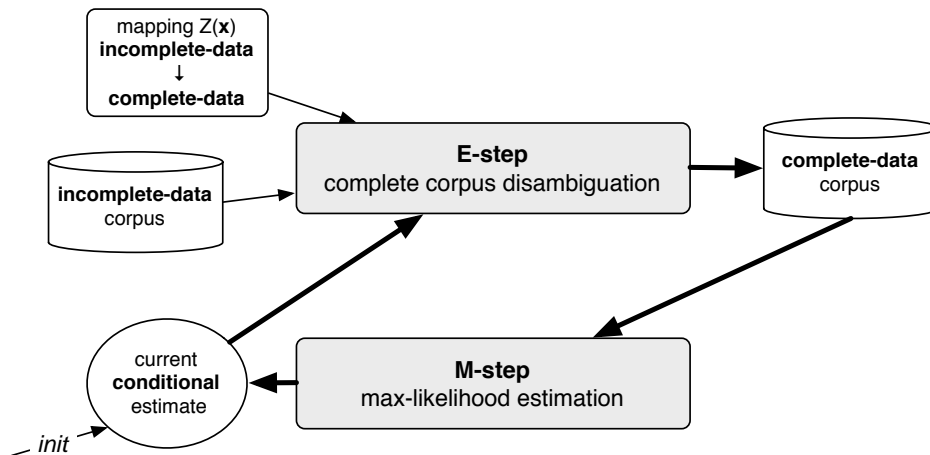 mapping Z(x)
incomplete-data
↓
complete-data
E-step
complete corpus disambiguation
complete-data
corpus
incomplete-data
corpus
current
conditional
estimate
M-step
max-likelihood estimation
init